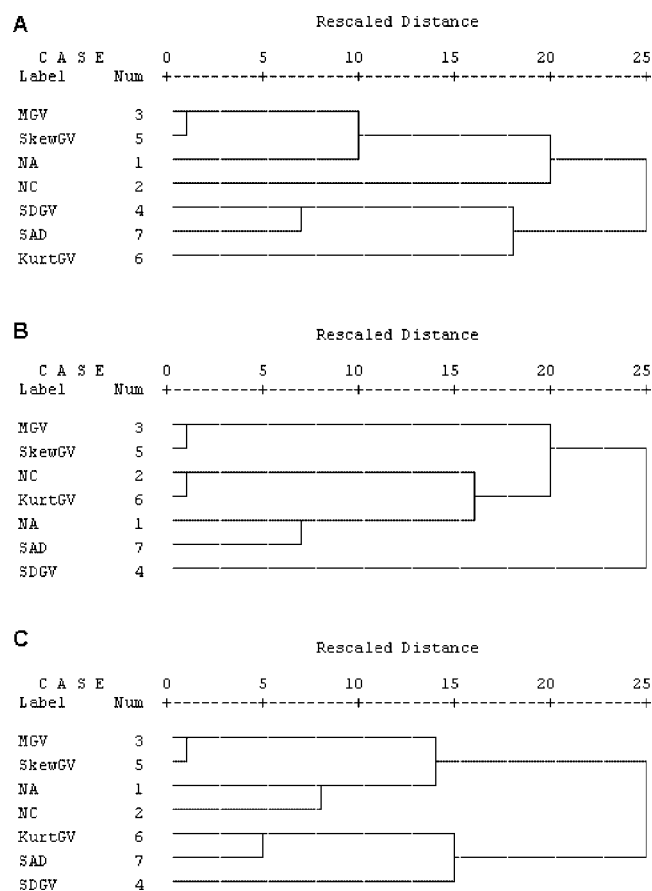 A
Rescaled Distance
C A S E 0 5 10 15 20 25
Label Num +---------+---------+---------+---------+---------+
MGV 3
SkewGV 5
NA 1
NC 2
SDGV 4
SAD 7
KurtGV 6
B
Rescaled Distance
C A S E 0 5 10 15 20 25
Label Num +---------+---------+---------+---------+---------+
MGV 3
SkewGV 5
NC 2
KurtGV 6
NA 1
SAD 7
SDGV 4
C
Rescaled Distance
C A S E 0 5 10 15 20 25
Label Num +---------+---------+---------+---------+---------+
MGV 3
SkewGV 5
NA 1
NC 2
KurtGV 6
SAD 7
SDGV 4